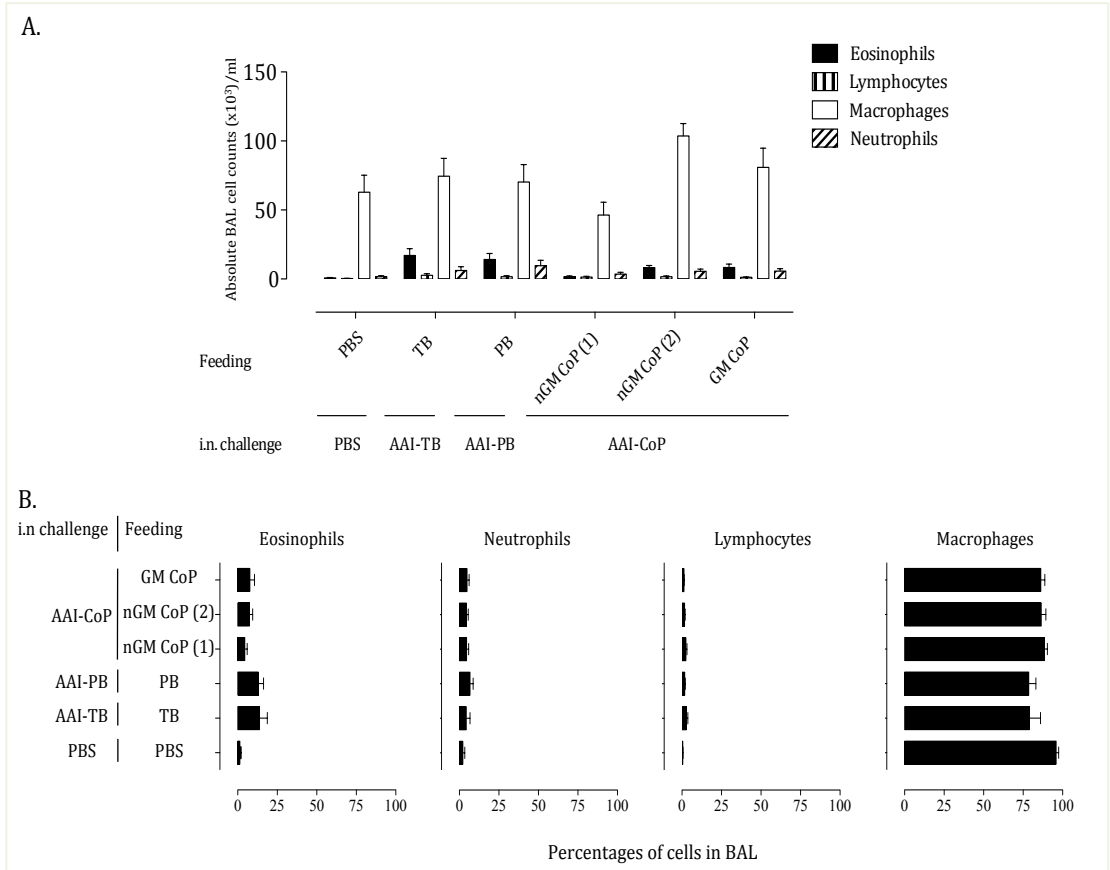 A.
Absolute BAL cell counts (x10³)/ml
150
100
50
0
Eosinophils
Lymphocytes
Macrophages
Neutrophils
Feeding
PBS
TB
PB
nGM CoP (1)
nGM CoP (2)
GM CoP
i.n. challenge
PBS
AAI-TB
AAI-PB
AAI-CoP
B.
i.n challenge
Feeding
Eosinophils
Neutrophils
Lymphocytes
Macrophages
GM CoP
AAI-CoP
nGM CoP (2)
nGM CoP (1)
AAI-PB
PB
AAI-TB
TB
PBS
PBS
0 25 50 75 100
0 25 50 75 100
0 25 50 75 100
0 25 50 75 100
Percentages of cells in BAL